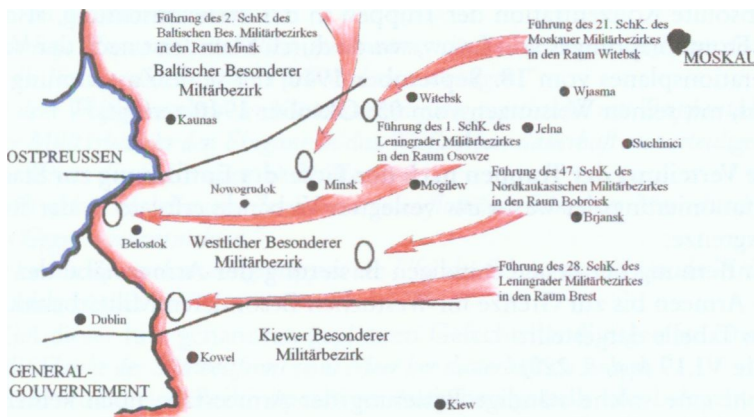 Führung des 2. SchK. des
Baltischen Bes. Militärbezirkes
in den Raum Minsk
Baltischer Besonderer
Miltärbezirk
Führung des 21. SchK. des
Moskauer Militärbezirkes
in den Raum Witebsk
MOSKAU
Witebsk
Wjasma
Kaunas
Führung des 1. SchK. des
Leningrader Militärbezirkes
in den Raum Osowze
Jelna
Suchinici
OSTPREUSSEN
Minsk
Mogilew
Führung des 47. SchK. des
Nordkaukasischen Militärbezirkes
in den Raum Bobroisk
Nowogrudok
Brjansk
Belostok
Westlicher Besonderer
Militärbezirk
Führung des 28. SchK. des
Leningrader Militärbezirkes
in den Raum Brest
Dublin
Kiever Besonderer
Militärbezirk
Kowel
GENERAL-
GOUVERNEMENT
Kiew